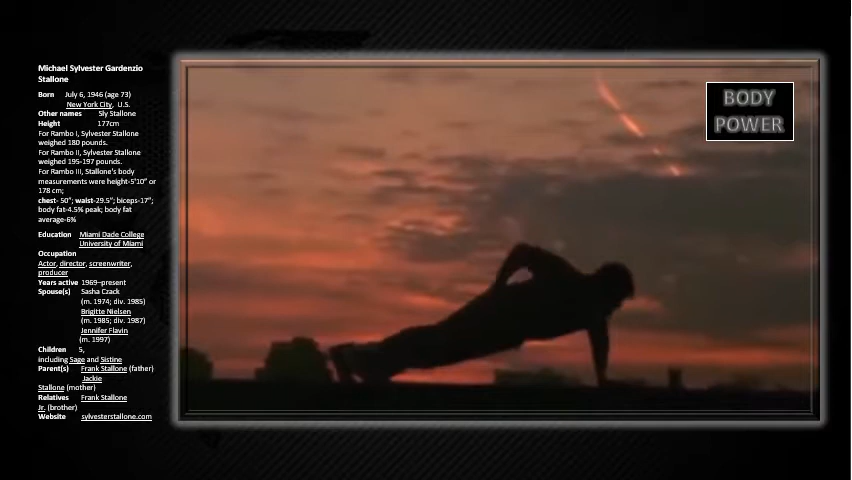 Michael Sylvester Gardenzio
Stallone
Born July 6, 1946 (age 73)
New York City, U.S.
Other names Sly Stallone
Height 177cm
For Rambo I, Sylvester Stallone
weighed 180 pounds.
For Rambo II, Sylvester Stallone
weighed 195-197 pounds.
For Rambo III, Stallone's body
measurements were height-5'10" or
178 cm;
chest- 50"; waist-29.5"; biceps-17";
body fat-4.5% peak; body fat
average-6%
Education Miami Dade College
University of Miami
Occupation
Actor, director, screenwriter,
producer
Years active 1969–present
Spouse(s) Sasha Czack
(m. 1974; div. 1985)
Brigitte Nielsen
(m. 1985; div. 1987)
Jennifer Flavin
(m. 1997)
Children 5,
including Sage and Sistine
Parent(s) Frank Stallone (father)
Jackie
Stallone (mother)
Relatives Frank Stallone
Jr. (brother)
Website sylvesterstallone.com
BODY
POWER